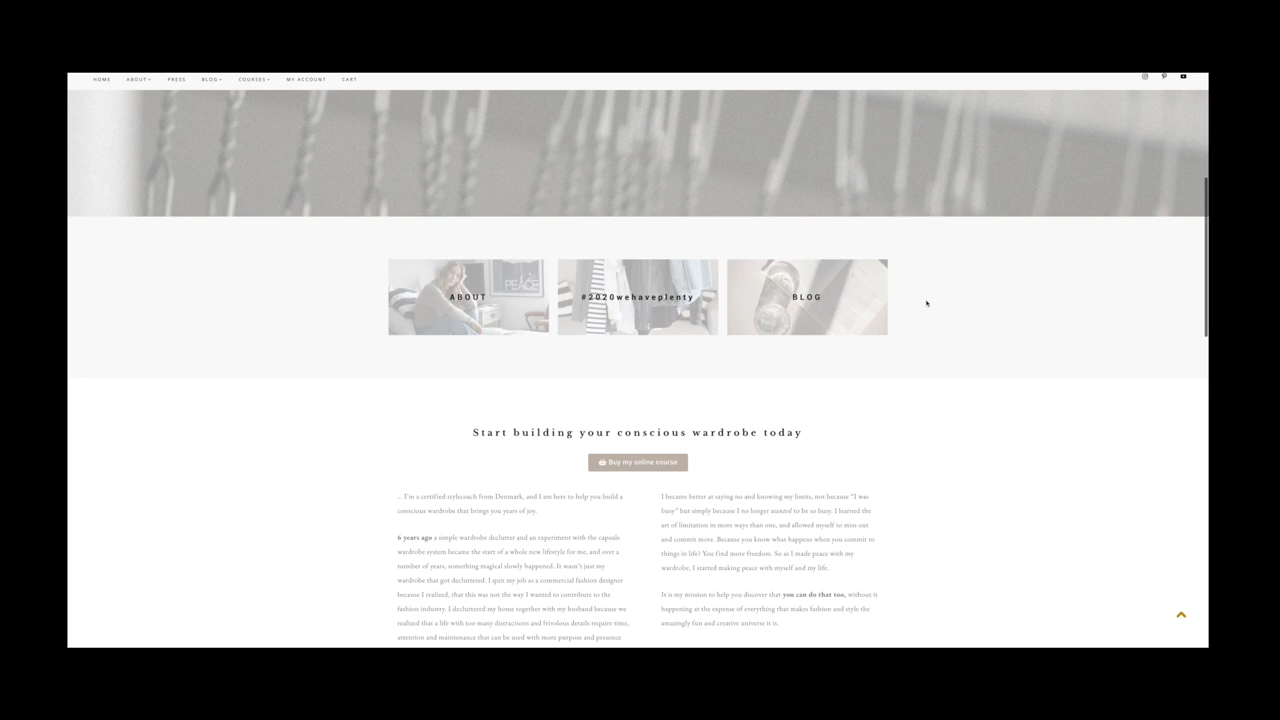 HOME ABOUT PRESS BLOG COURSES MY ACCOUNT CART
PEACE
ABOUT
#2020wehaveplenty
BLOG
Start building your conscious wardrobe today
Buy my online course
... I'm a certified stylecoach from Denmark, and I am here to help you build a
conscious wardrobe that brings you years of joy.
6 years ago a simple wardrobe declutter and an experiment with the capsule
wardrobe system became the start of a whole new lifestyle for me, and over a
number of years, something magical slowly happened. It wasn't just my
wardrobe that got decluttered. I quit my job as a commercial fashion designer
because I realized, that this was not the way I wanted to contribute to the
fashion industry. I decluttered my home together with my husband because we
realized that a life with too many distractions and frivolous details require time,
attention and maintenance that can be used with more purpose and presence
I became better at saying no and knowing my limits, not because "I was
busy" but simply because I no longer wanted to be so busy. I learned the
art of limitation in more ways than one, and allowed myself to miss out
and commit more. Because you know what happens when you commit to
things in life? You find more freedom. So as I made peace with my
wardrobe, I started making peace with myself and my life.
It is my mission to help you discover that you can do that too, without it
happening at the expense of everything that makes fashion and style the
amazingly fun and creative universe it is.